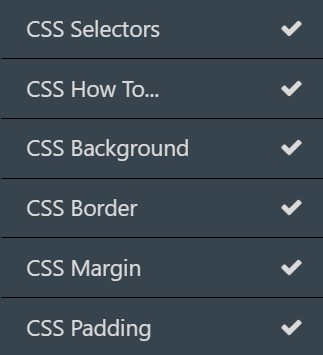 CSS Selectors
CSS How To...
CSS Background
CSS Border
CSS Margin
CSS Padding